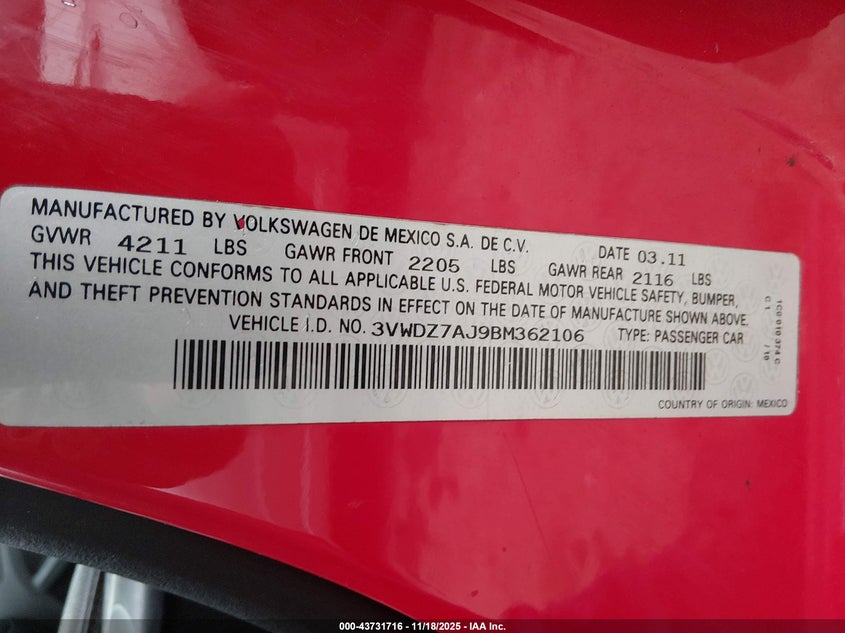 MANUFACTURED BY VOLKSWAGEN DE MEXICO S.A. DE C.V. DATE 03.11
GVWR 4211 LBS GAWR FRONT 2205 LBS GAWR REAR 2116 LBS
THIS VEHICLE CONFORMS TO ALL APPLICABLE U.S. FEDERAL MOTOR VEHICLE SAFETY, BUMPER,
AND THEFT PREVENTION STANDARDS IN EFFECT ON THE DATE OF MANUFACTURE SHOWN ABOVE.
VEHICLE I.D. NO. 3VWDZ7AJ9BM362106 TYPE: PASSENGER CAR
COUNTRY OF ORIGIN: MEXICO
1C0 010 374 C
000-43731716 - 11/18/2025 - IAA Inc.